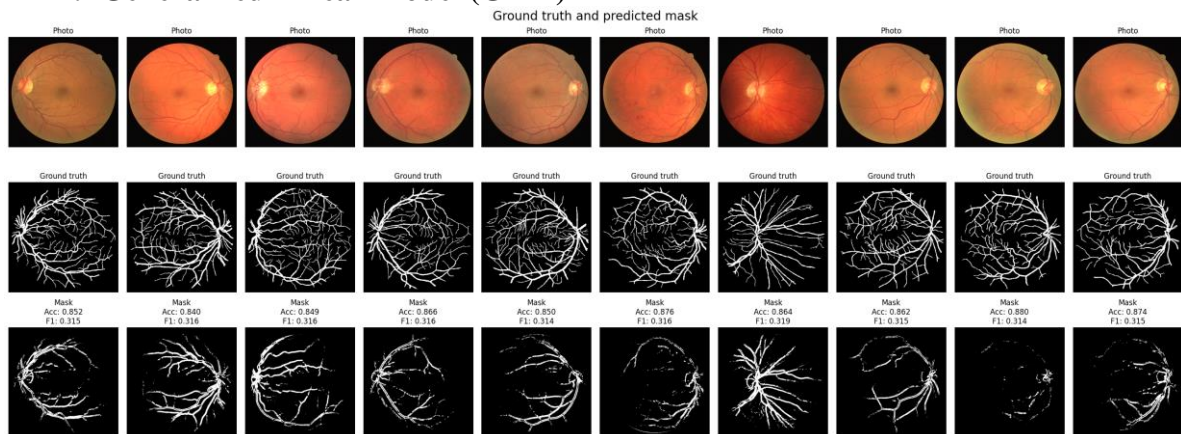 Ground truth and predicted mask
Photo Photo Photo Photo Photo Photo Photo Photo Photo Photo
Ground truth Ground truth Ground truth Ground truth Ground truth Ground truth Ground truth Ground truth Ground truth Ground truth
Mask Mask Mask Mask Mask Mask Mask Mask Mask Mask
Acc: 0.852 Acc: 0.840 Acc: 0.849 Acc: 0.866 Acc: 0.850 Acc: 0.876 Acc: 0.864 Acc: 0.862 Acc: 0.880 Acc: 0.874
F1: 0.315 F1: 0.316 F1: 0.316 F1: 0.316 F1: 0.314 F1: 0.316 F1: 0.319 F1: 0.315 F1: 0.314 F1: 0.315